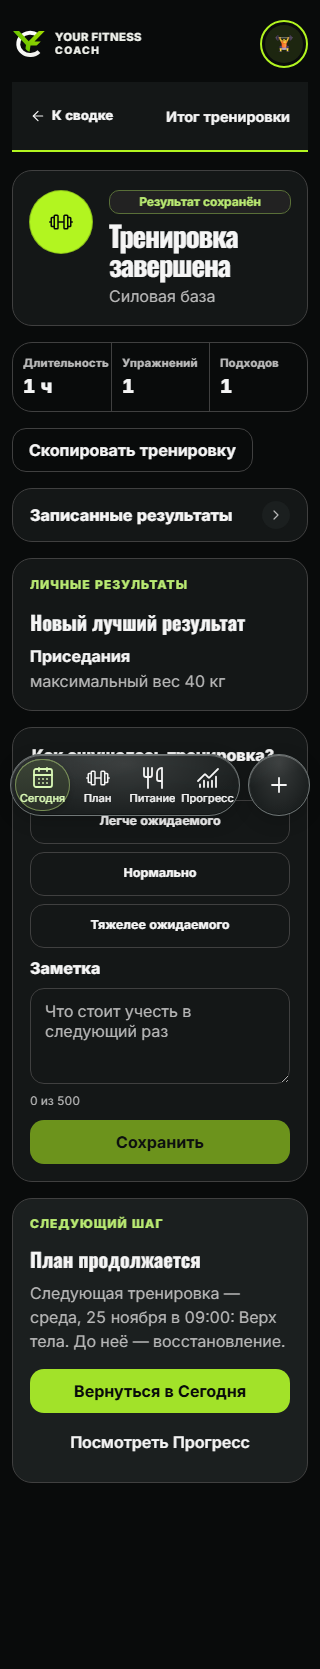 YOUR FITNESS
COACH
К сводке
Итог тренировки
Результат сохранён
Тренировка
завершена
Силовая база
Длительность
1 ч
Упражнений
1
Подходов
1
Скопировать тренировку
Записанные результаты
ЛИЧНЫЕ РЕЗУЛЬТАТЫ
Новый лучший результат
Приседания
максимальный вес 40 кг
Сегодня
План
Питание
Прогресс
Легче ожидаемого
Нормально
Тяжелее ожидаемого
Заметка
Что стоит учесть в
следующий раз
0 из 500
Сохранить
СЛЕДУЮЩИЙ ШАГ
План продолжается
Следующая тренировка —
среда, 25 ноября в 09:00: Верх
тела. До неё — восстановление.
Вернуться в Сегодня
Посмотреть Прогресс